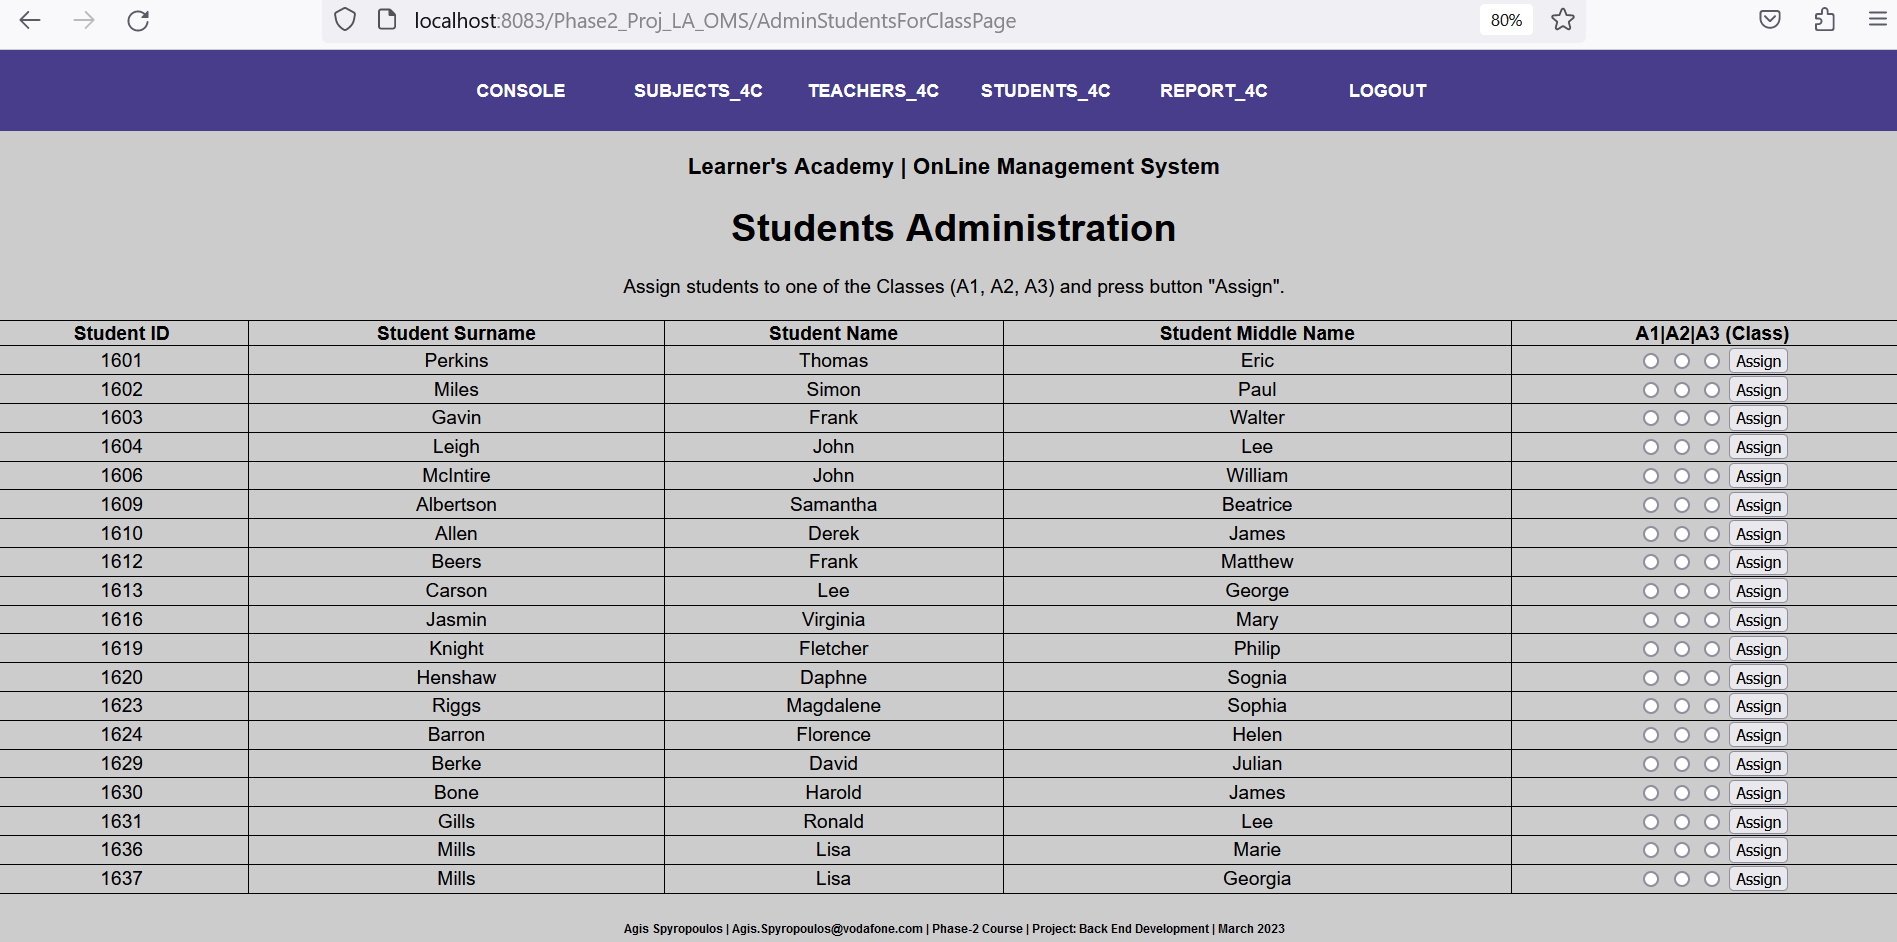 localhost:8083/Phase2_Proj_LA_OMS/AdminStudentsForClassPage 80%
CONSOLE SUBJECTS_4C TEACHERS_4C STUDENTS_4C REPORT_4C LOGOUT
Learner's Academy | OnLine Management System
Students Administration
Assign students to one of the Classes (A1, A2, A3) and press button "Assign".
Student ID Student Surname Student Name Student Middle Name A1|A2|A3 (Class)
1601 Perkins Thomas Eric Assign
1602 Miles Simon Paul Assign
1603 Gavin Frank Walter Assign
1604 Leigh John Lee Assign
1606 McIntire John William Assign
1609 Albertson Samantha Beatrice Assign
1610 Allen Derek James Assign
1612 Beers Frank Matthew Assign
1613 Carson Lee George Assign
1616 Jasmin Virginia Mary Assign
1619 Knight Fletcher Philip Assign
1620 Henshaw Daphne Sognia Assign
1623 Riggs Magdalene Sophia Assign
1624 Barron Florence Helen Assign
1629 Berke David Julian Assign
1630 Bone Harold James Assign
1631 Gills Ronald Lee Assign
1636 Mills Lisa Marie Assign
1637 Mills Lisa Georgia Assign
Agis Spyropoulos | Agis.Spyropoulos@vodafone.com | Phase-2 Course | Project: Back End Development | March 2023